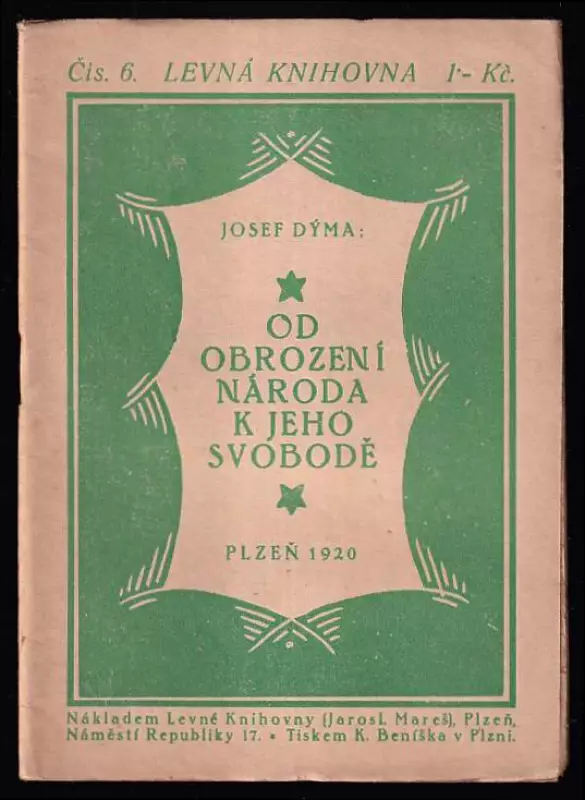 Čis. 6. LEVNÁ KNIHOVNA 1·- Kč.
JOSEF DÝMA:
OD
OBROZENÍ
NÁRODA
K JEHO
SVOBODĚ
PLZEŇ 1920
Nákladem Levné Knihovny (Jarosl. Mareš), Plzeň,
Náměstí Republiky 17. • Tiskem K. Beníška v Plzni.